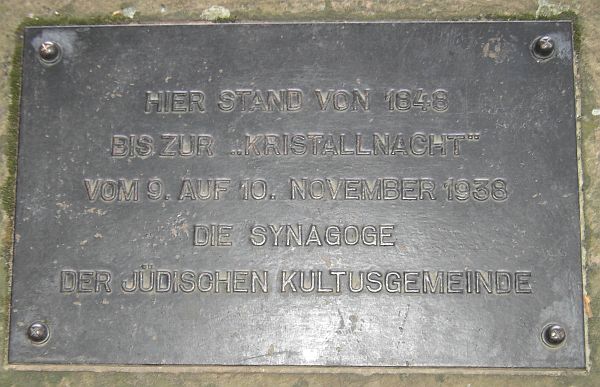 HIER STAND VON 1848
BIS ZUR „KRISTALLNACHT"
VOM 9. AUF 10. NOVEMBER 1938
DIE SYNAGOGE
DER JÜDISCHEN KULTUSGEMEINDE